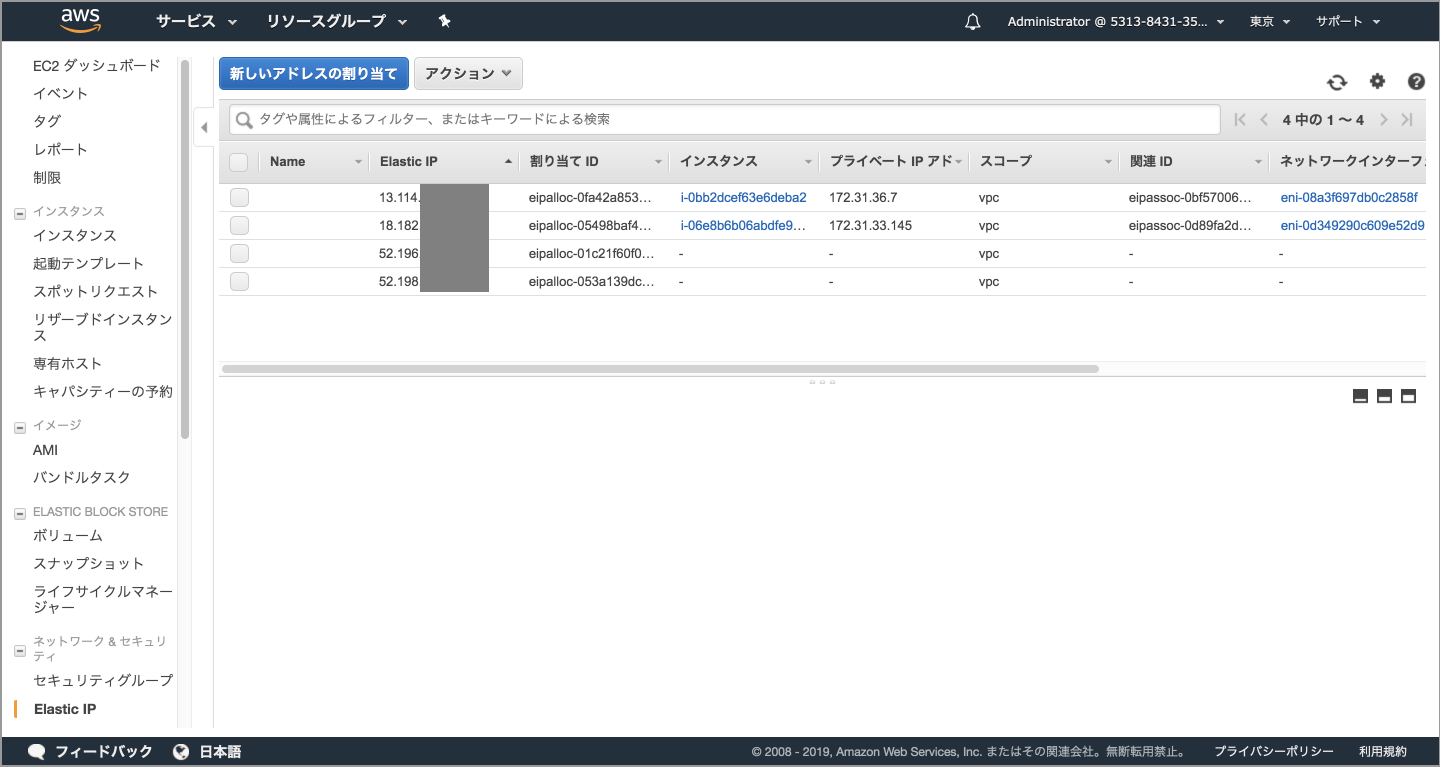 aws サービス リソースグループ Administrator @ 5313-8431-35... 東京 サポート
EC2 ダッシュボード
イベント
タグ
レポート
制限
インスタンス
インスタンス
起動テンプレート
スポットリクエスト
リザーブドインスタン
ス
専有ホスト
キャパシティーの予約
イメージ
AMI
バンドルタスク
ELASTIC BLOCK STORE
ボリューム
スナップショット
ライフサイクルマネー
ジャー
ネットワーク & セキュリ
ティ
セキュリティグループ
Elastic IP
新しいアドレスの割り当て アクション
タグや属性によるフィルター、またはキーワードによる検索 4 中の 1 〜 4
Name Elastic IP 割り当て ID インスタンス プライベート IP アド スコープ 関連 ID ネットワークインターフ
13.114. eipalloc-0fa42a853... i-0bb2dcef63e6deba2 172.31.36.7 vpc eipassoc-0bf57006... eni-08a3f697db0c2858f
18.182. eipalloc-05498baf4... i-06e8b6b06abdfe9... 172.31.33.145 vpc eipassoc-0d89fa2d... eni-0d349290c609e52d9
52.196 eipalloc-01c21f60f0... - - vpc - -
52.198 eipalloc-053a139dc... - - vpc - -
フィードバック 日本語 © 2008 - 2019, Amazon Web Services, Inc. またはその関連会社。無断転用禁止。 プライバシーポリシー 利用規約